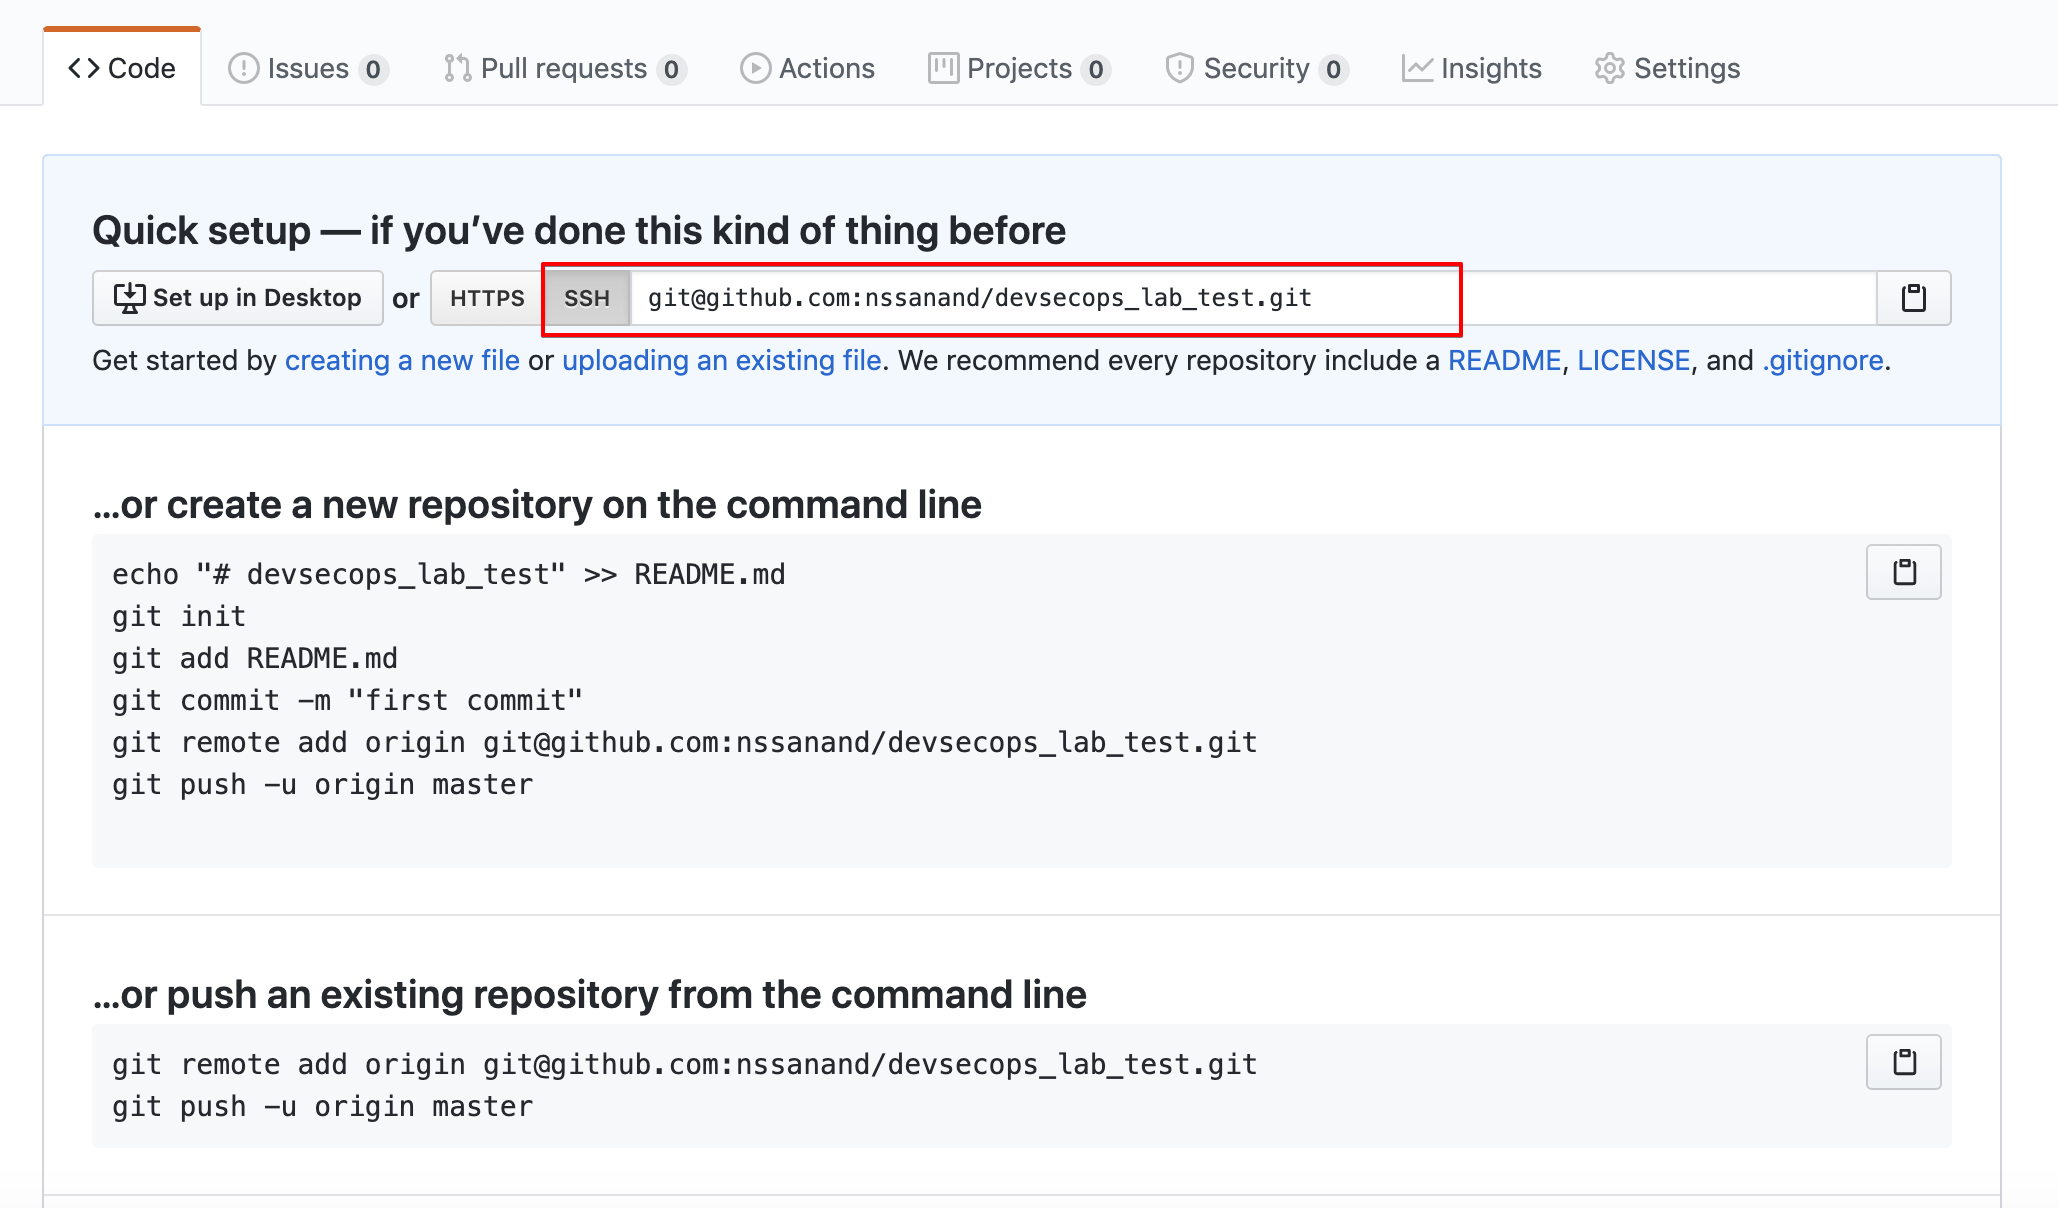 Code Issues 0 Pull requests 0 Actions Projects 0 Security 0 Insights Settings
Quick setup — if you’ve done this kind of thing before
Set up in Desktop or HTTPS SSH git@github.com:nssanand/devsecops_lab_test.git
Get started by creating a new file or uploading an existing file. We recommend every repository include a README, LICENSE, and .gitignore.
…or create a new repository on the command line
echo "# devsecops_lab_test" >> README.md
git init
git add README.md
git commit -m "first commit"
git remote add origin git@github.com:nssanand/devsecops_lab_test.git
git push -u origin master
…or push an existing repository from the command line
git remote add origin git@github.com:nssanand/devsecops_lab_test.git
git push -u origin master